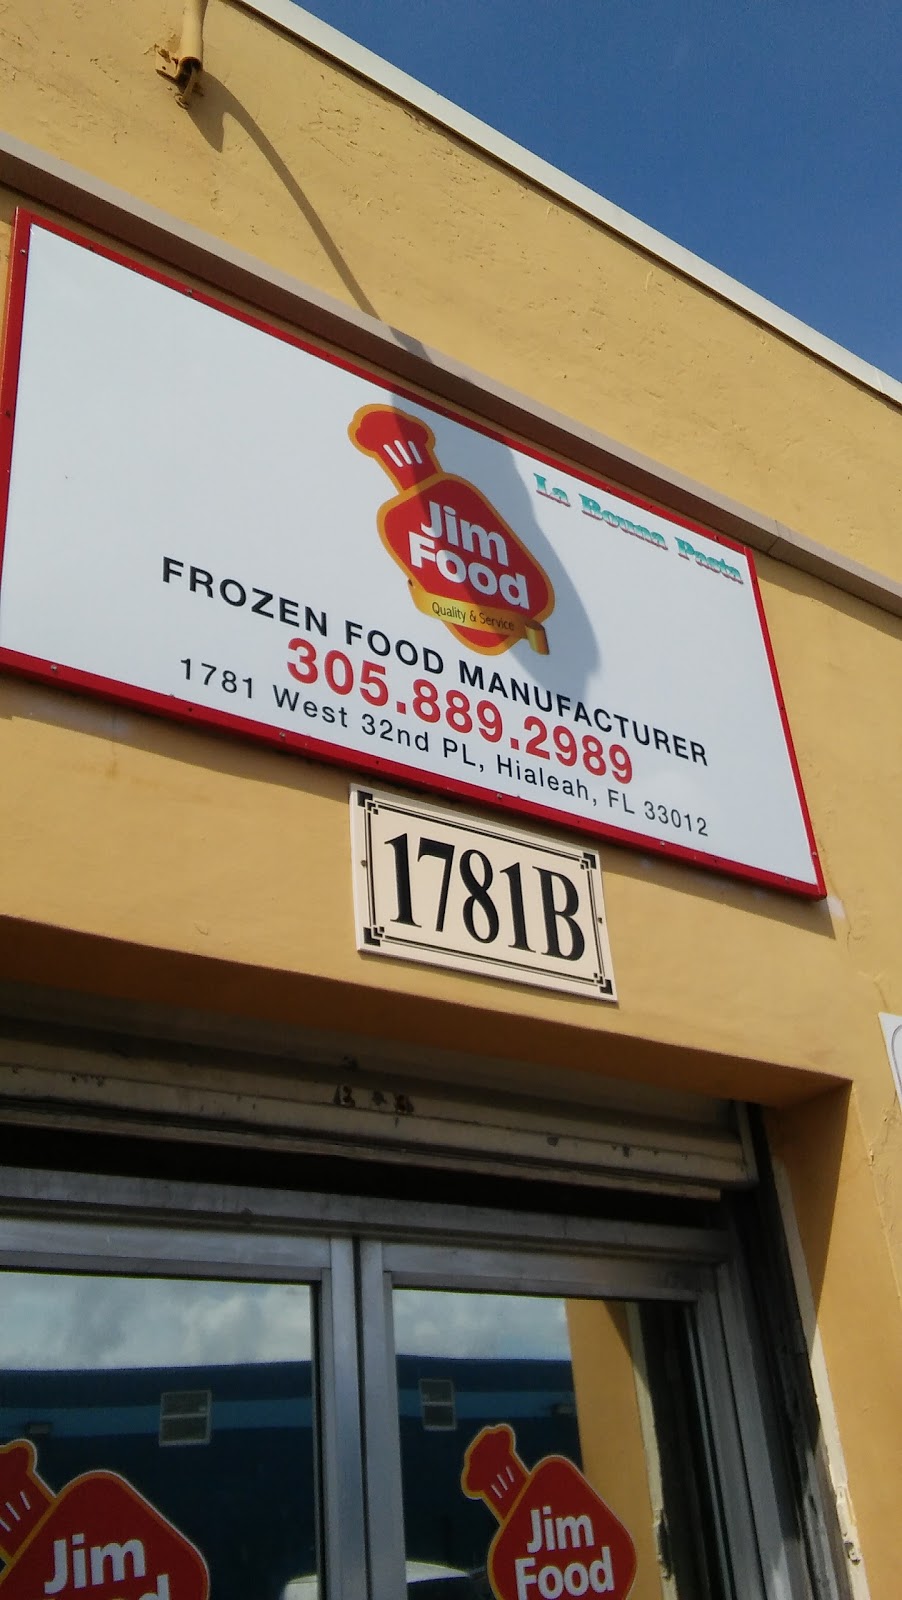 La Bouna Pasta
Jim
Food
Quality & Service
FROZEN FOOD MANUFACTURER
305.889.2989
1781 West 32nd PL, Hialeah, FL 33012
1781B
Jim
Jim
Food